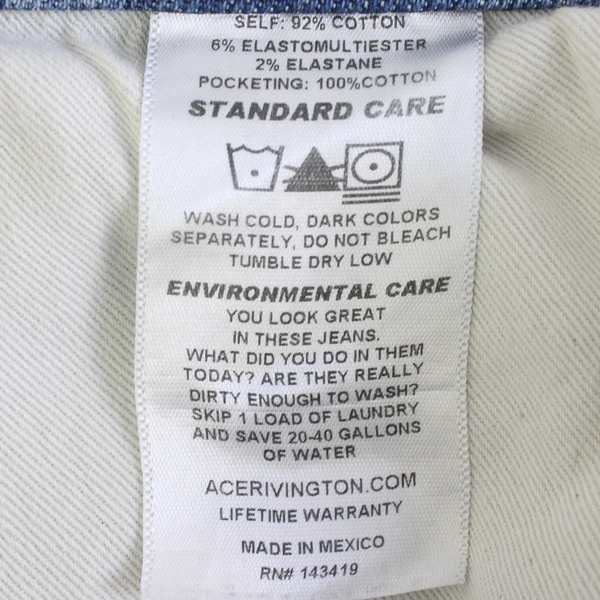 SELF: 92% COTTON
6% ELASTOMULTIESTER
2% ELASTANE
POCKETING: 100%COTTON
STANDARD CARE
WASH COLD, DARK COLORS
SEPARATELY, DO NOT BLEACH
TUMBLE DRY LOW
ENVIRONMENTAL CARE
YOU LOOK GREAT
IN THESE JEANS.
WHAT DID YOU DO IN THEM
TODAY? ARE THEY REALLY
DIRTY ENOUGH TO WASH?
SKIP 1 LOAD OF LAUNDRY
AND SAVE 20-40 GALLONS
OF WATER
ACERIVINGTON.COM
LIFETIME WARRANTY
MADE IN MEXICO
RN# 143419